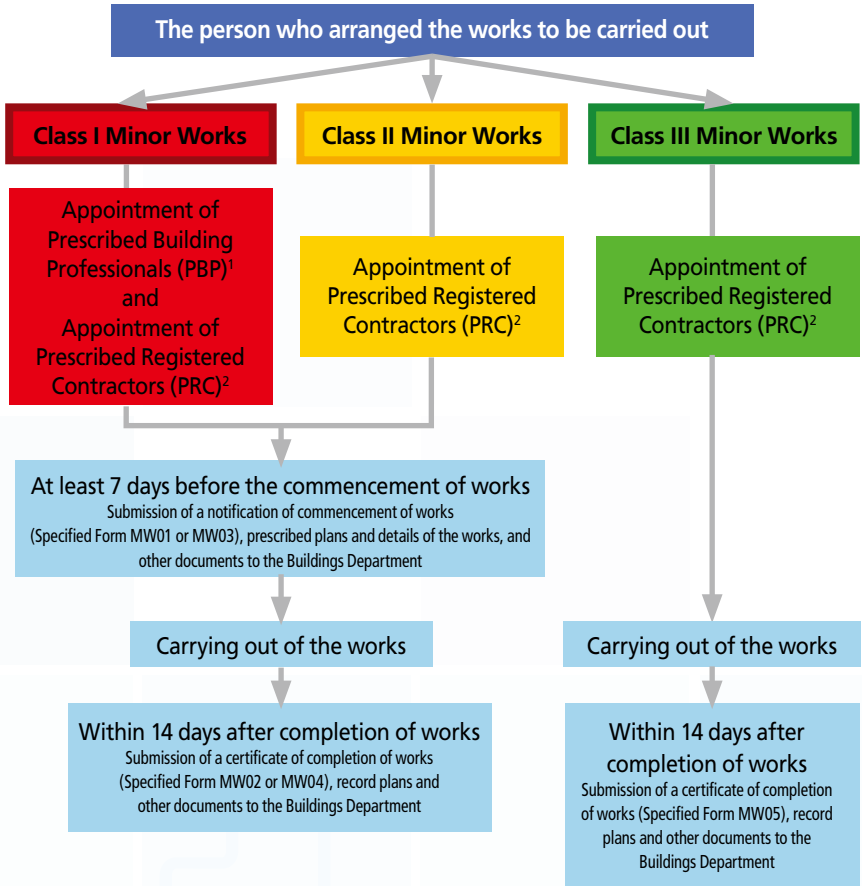 The person who arranged the works to be carried out
Class I Minor Works
Class II Minor Works
Class III Minor Works
Appointment of
Prescribed Building
Professionals (PBP)¹
and
Appointment of
Prescribed Registered
Contractors (PRC)²
Appointment of
Prescribed Registered
Contractors (PRC)²
Appointment of
Prescribed Registered
Contractors (PRC)²
At least 7 days before the commencement of works
Submission of a notification of commencement of works
(Specified Form MW01 or MW03), prescribed plans and details of the works, and
other documents to the Buildings Department
Carrying out of the works
Carrying out of the works
Within 14 days after completion of works
Submission of a certificate of completion of works
(Specified Form MW02 or MW04), record plans and
other documents to the Buildings Department
Within 14 days after
completion of works
Submission of a certificate of completion
of works (Specified Form MW05), record
plans and other documents to the
Buildings Department